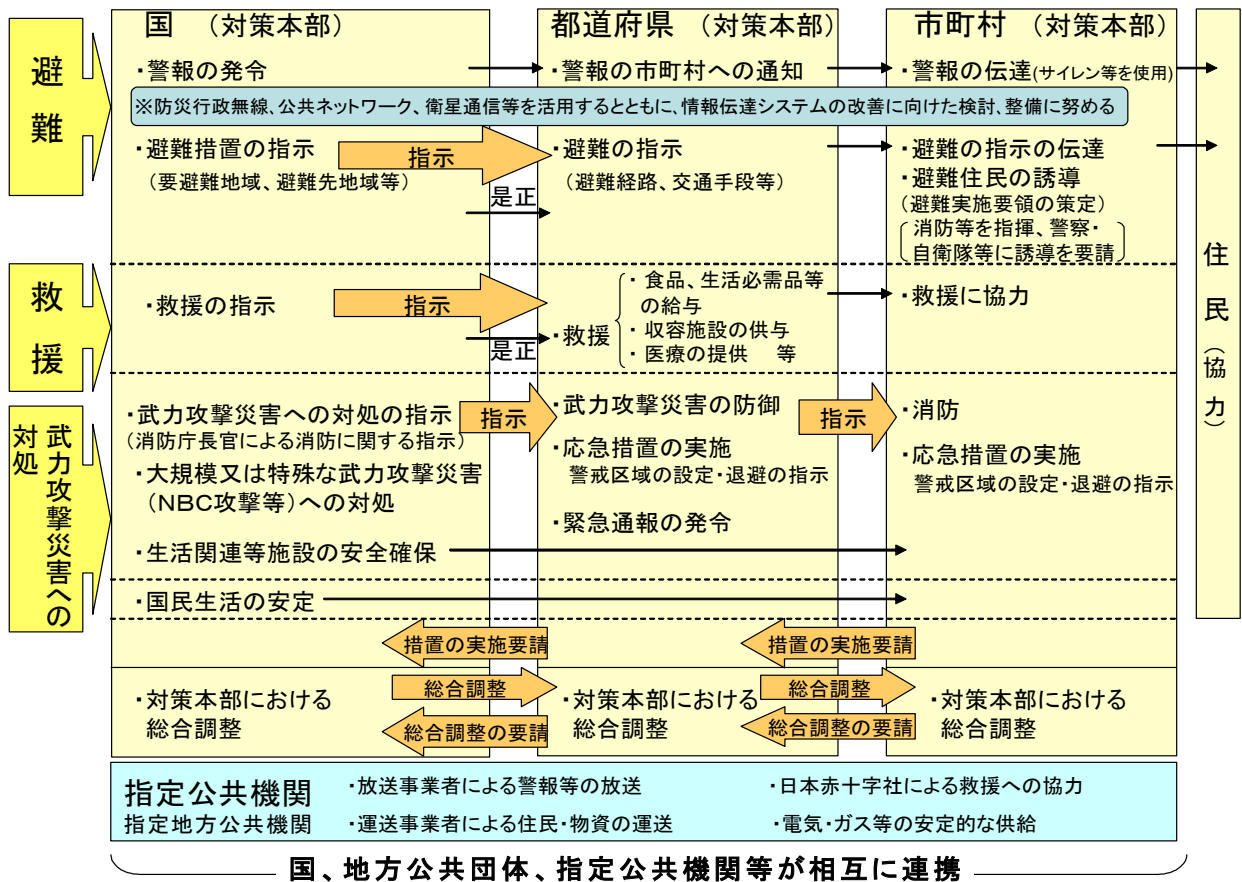 避難
救援
武力攻撃災害への
対処
国 （対策本部）
・警報の発令
※防災行政無線、公共ネットワーク、衛星通信等を活用するとともに、情報伝達システムの改善に向けた検討、整備に努める
・避難措置の指示
（要避難地域、避難先地域等）
指示
是正
・救援の指示
指示
是正
・武力攻撃災害への対処の指示
（消防庁長官による消防に関する指示）
指示
・大規模又は特殊な武力攻撃災害
（NBC攻撃等）への対処
・生活関連等施設の安全確保
・国民生活の安定
措置の実施要請
・対策本部における
総合調整
総合調整
総合調整の要請
都道府県 （対策本部）
・警報の市町村への通知
・避難の指示
（避難経路、交通手段等）
・救援
・ 食品、生活必需品等
の給与
・ 収容施設の供与
・ 医療の提供 等
・武力攻撃災害の防御
指示
・応急措置の実施
警戒区域の設定・退避の指示
・緊急通報の発令
措置の実施要請
・対策本部における
総合調整
総合調整
総合調整の要請
市町村 （対策本部）
・警報の伝達(サイレン等を使用)
・避難の指示の伝達
・避難住民の誘導
（避難実施要領の策定）
消防等を指揮、警察・
自衛隊等に誘導を要請
・救援に協力
・消防
・応急措置の実施
警戒区域の設定・退避の指示
・対策本部における
総合調整
住民（協力）
指定公共機関
指定地方公共機関
・放送事業者による警報等の放送
・日本赤十字社による救援への協力
・運送事業者による住民・物資の運送
・電気・ガス等の安定的な供給
国、地方公共団体、指定公共機関等が相互に連携